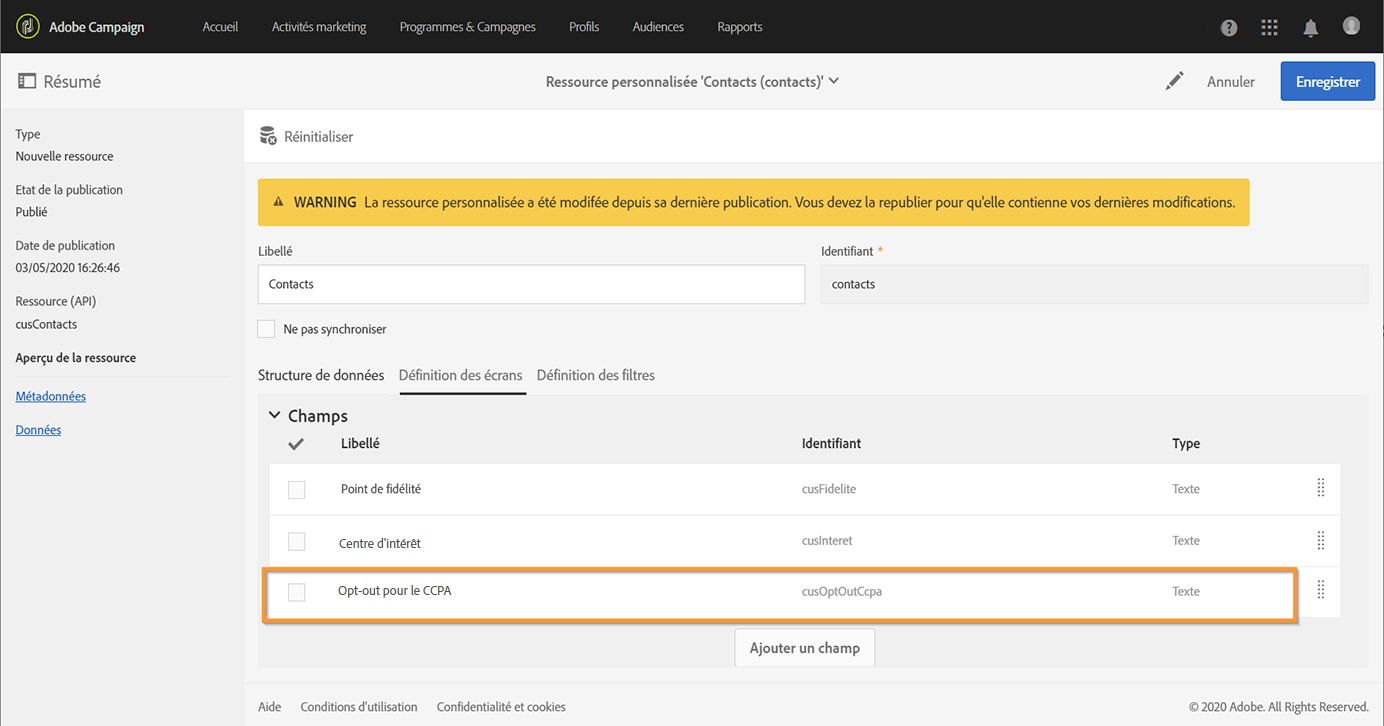 Adobe Campaign Accueil Activités marketing Programmes & Campagnes Profils Audiences Rapports
Résumé Ressource personnalisée 'Contacts (contacts)' Annuler Enregistrer
Type
Nouvelle ressource
Etat de la publication
Publié
Date de publication
03/05/2020 16:26:46
Ressource (API)
cusContacts
Aperçu de la ressource
Métadonnées
Données
Réinitialiser
WARNING La ressource personnalisée a été modifée depuis sa dernière publication. Vous devez la republier pour qu'elle contienne vos dernières modifications.
Libellé Identifiant *
Contacts contacts
Ne pas synchroniser
Structure de données Définition des écrans Définition des filtres
Champs
Libellé Identifiant Type
Point de fidélité cusFidelite Texte
Centre d'intérêt cusInteret Texte
Opt-out pour le CCPA cusOptOutCcpa Texte
Ajouter un champ
Aide Conditions d'utilisation Confidentialité et cookies © 2020 Adobe. All Rights Reserved.